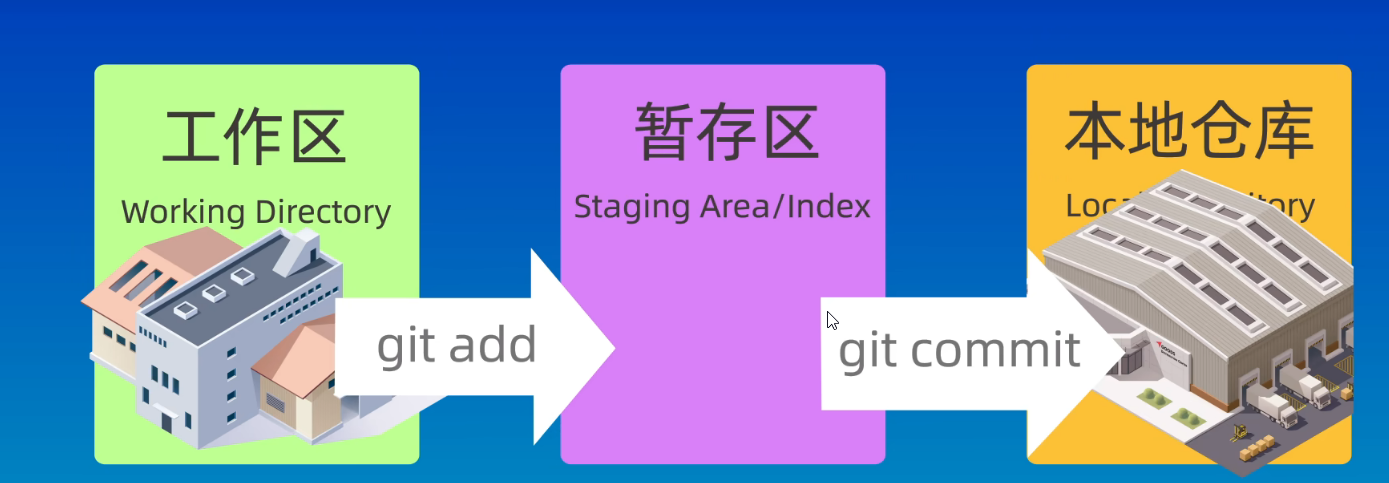 工作区
Working Directory
git add
暂存区
Staging Area/Index
git commit
本地仓库